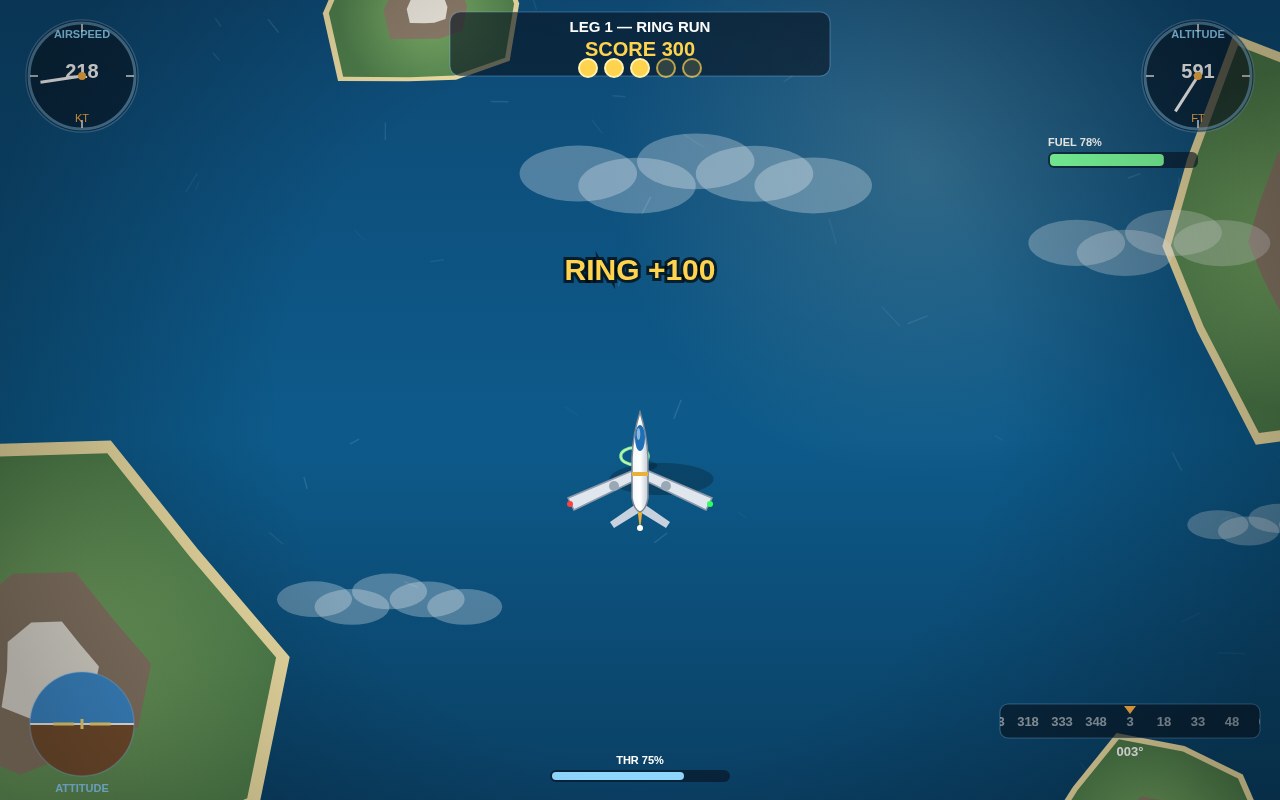 LEG 1 — RING RUN
SCORE 300
AIRSPEED
218
KT
ALTITUDE
591
FT
FUEL 78%
RING +100
318 333 348 3 18 33 48
003°
THR 75%
ATTITUDE